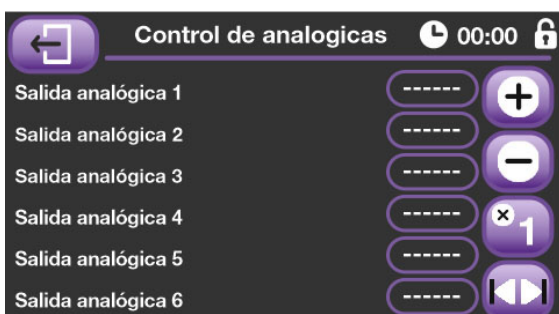 Control de analogicas 00:00
Salida analógica 1 ------
Salida analógica 2 ------
Salida analógica 3 ------
Salida analógica 4 ------
Salida analógica 5 ------
Salida analógica 6 ------
+
−
×1